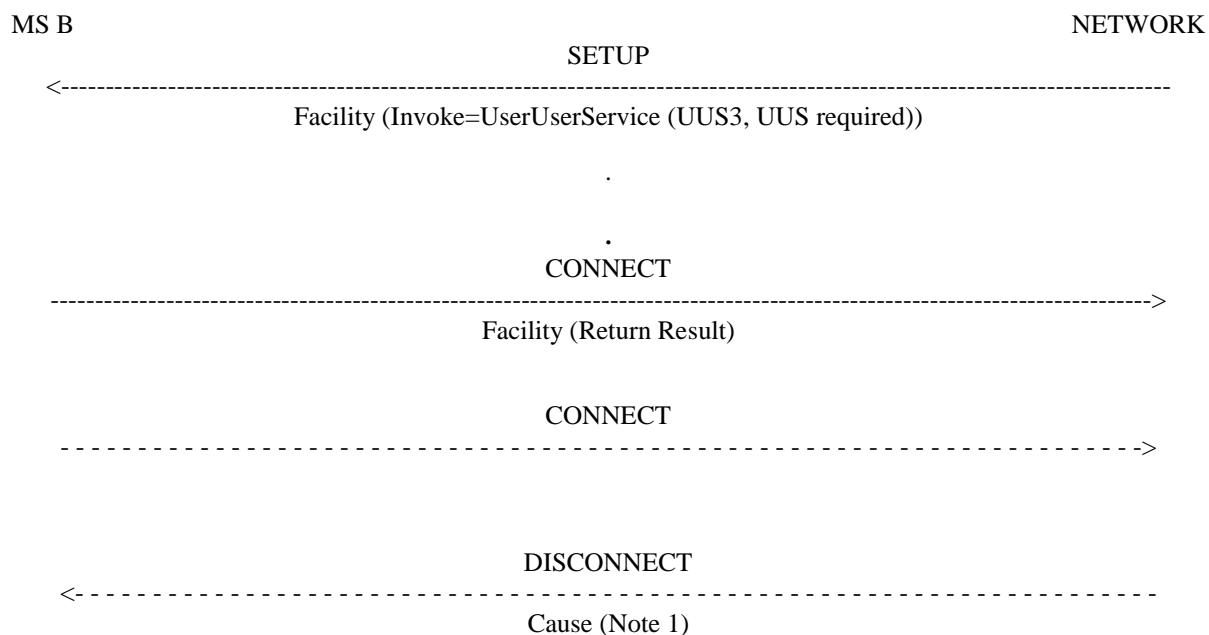 MS B NETWORK
SETUP
<------------------------------------------------------------------------------------------------------------------------------
Facility (Invoke=UserUserService (UUS3, UUS required))
.
.
CONNECT
----------------------------------------------------------------------------------------------------------------------------->
Facility (Return Result)
CONNECT
- - - - - - - - - - - - - - - - - - - - - - - - - - - - - - - - - - - - - - - - - - - - - - - - - - - - - - - - - - - - - - - - - - - - - ->
DISCONNECT
<- - - - - - - - - - - - - - - - - - - - - - - - - - - - - - - - - - - - - - - - - - - - - - - - - - - - - - - - - - - - - - - - - - - - - -
Cause (Note 1)